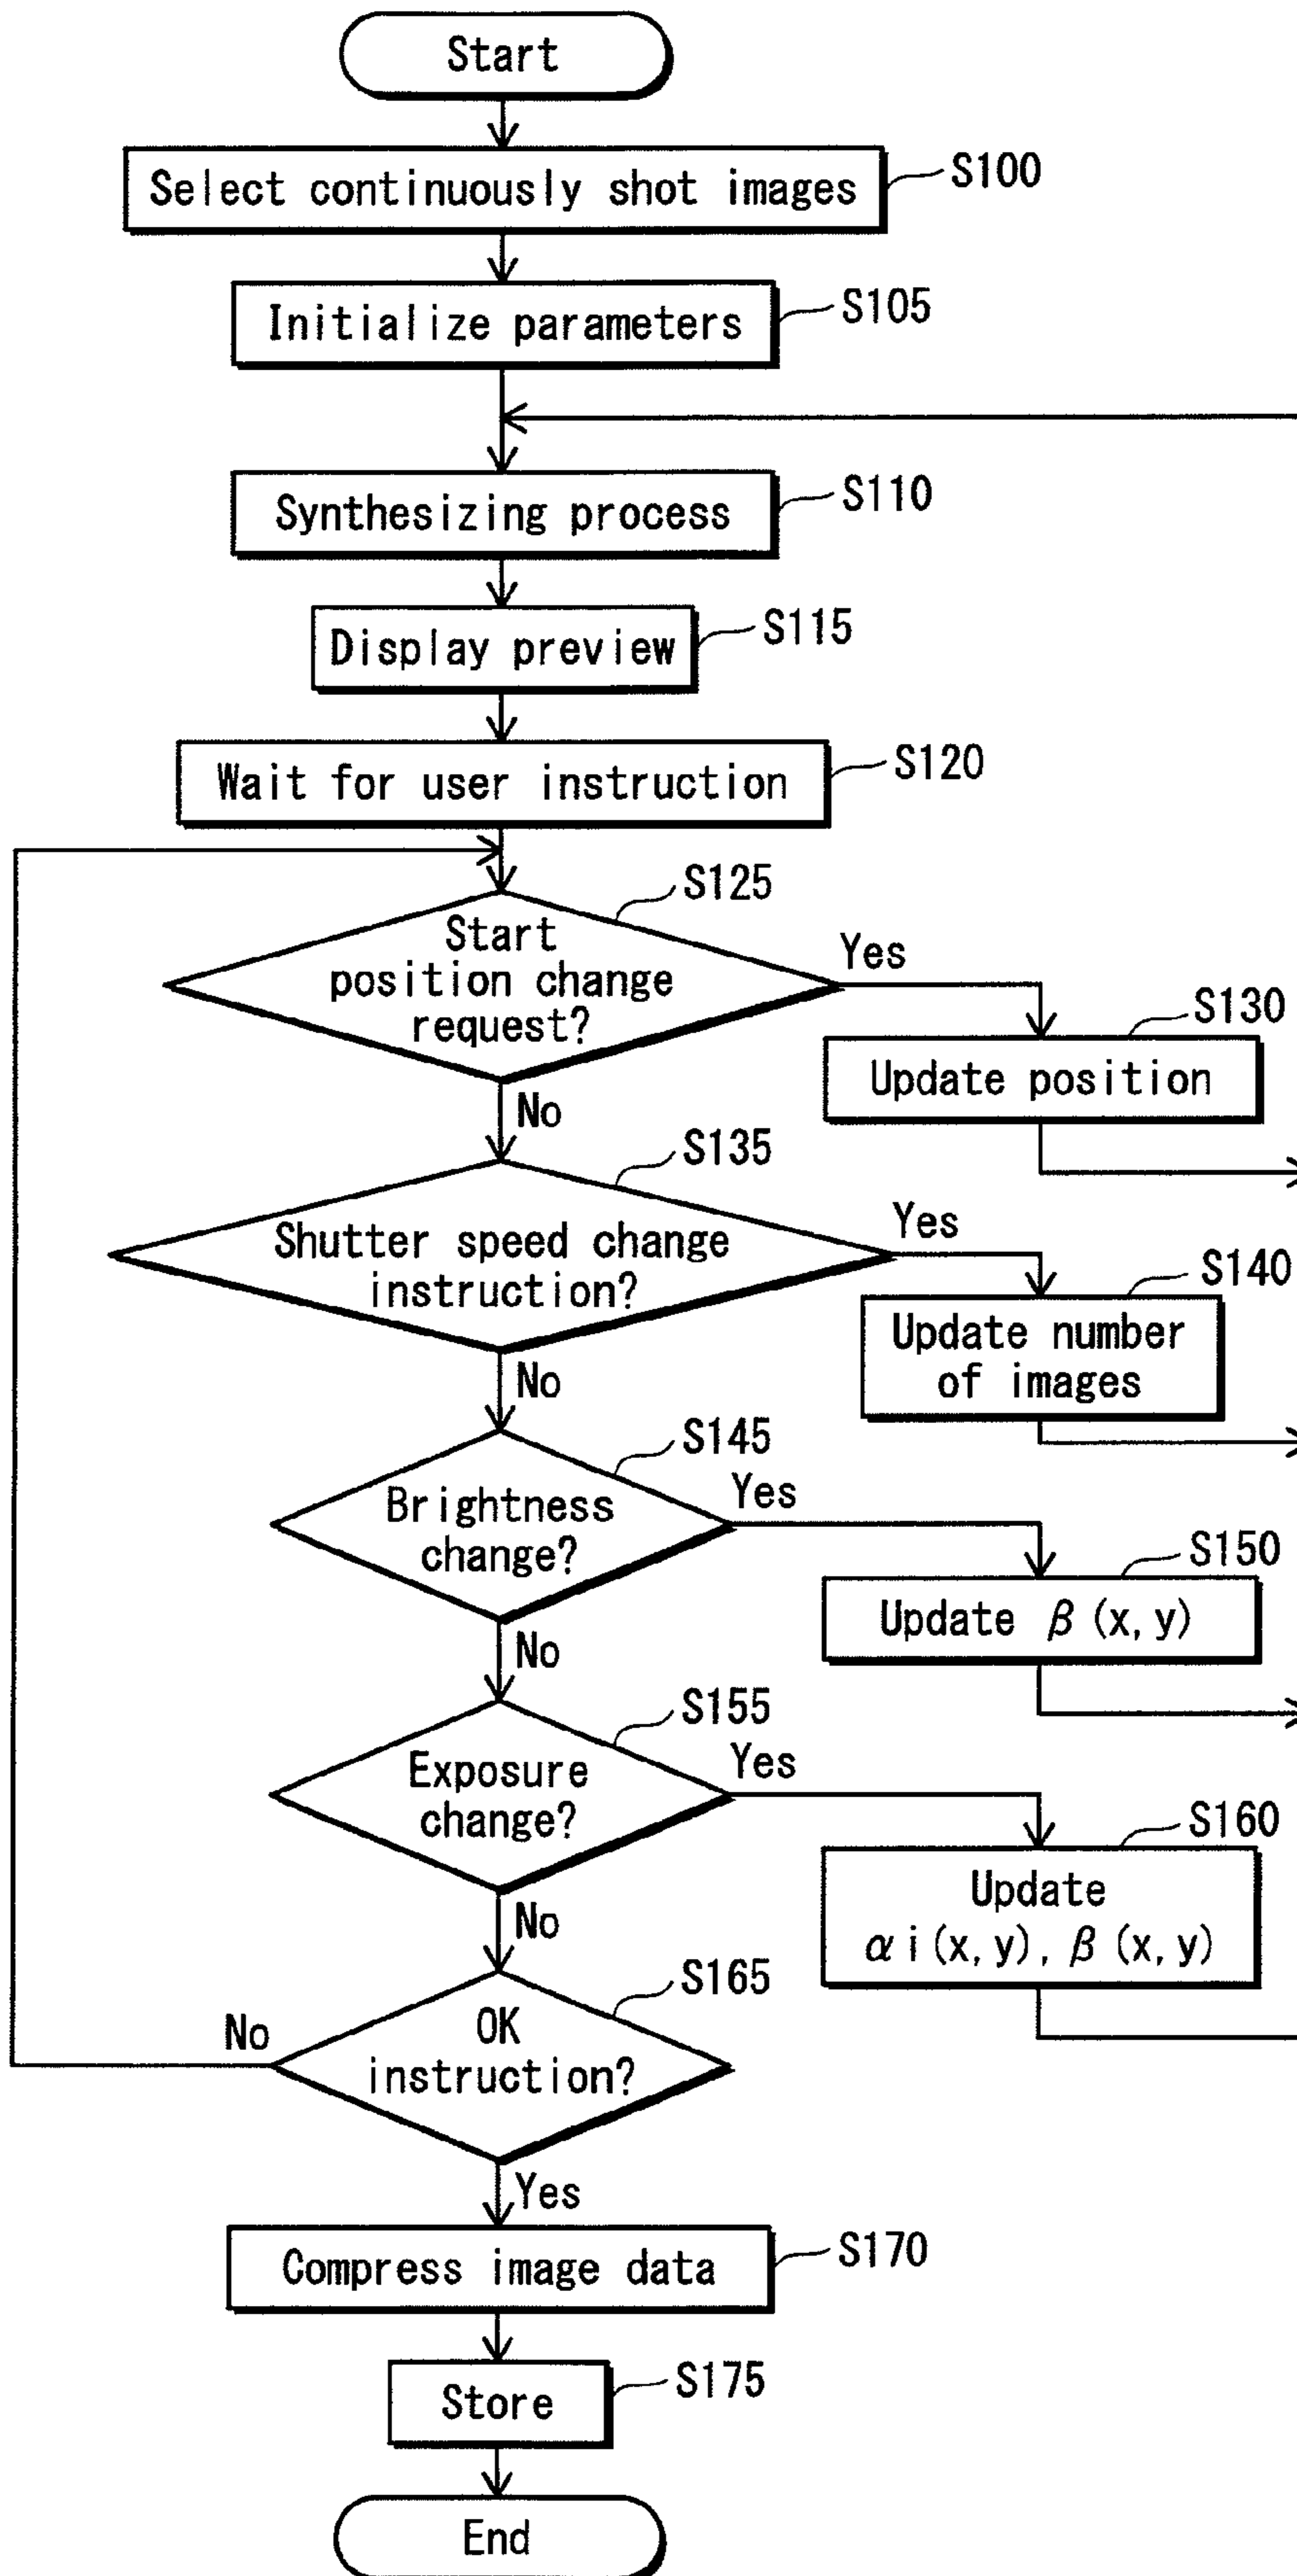 Start
Select continuously shot images
S100
Initialize parameters
S105
Synthesizing process
S110
Display preview
S115
Wait for user instruction
S120
S125
Start
position change
request?
Yes
S130
Update position
No
S135
Shutter speed change
instruction?
Yes
S140
Update number
of images
No
S145
Brightness
change?
Yes
S150
Update β (x, y)
No
S155
Exposure
change?
Yes
S160
Update
α i (x, y), β (x, y)
No
S165
OK
instruction?
No
Yes
Compress image data
S170
Store
S175
End